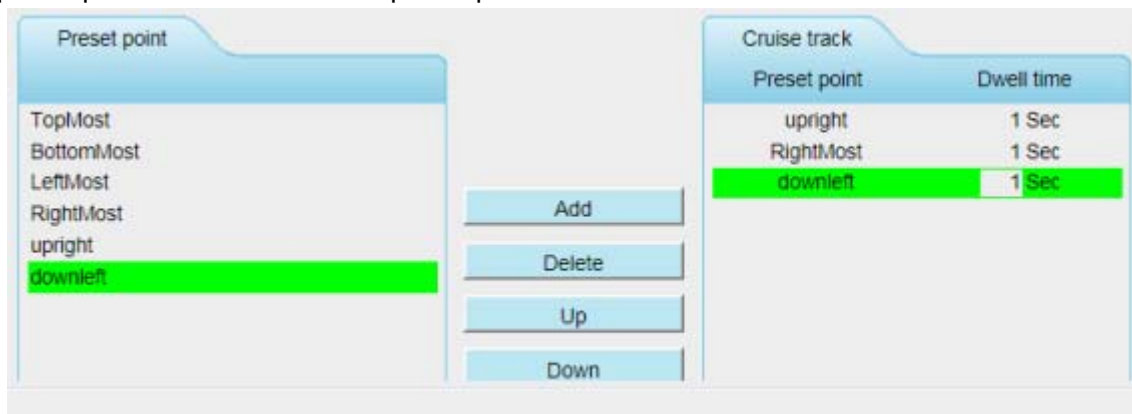 Preset point
TopMost
BottomMost
LeftMost
RightMost
upright
downleft
Add
Delete
Up
Down
Cruise track
Preset point Dwell time
upright 1 Sec
RightMost 1 Sec
downleft 1 Sec